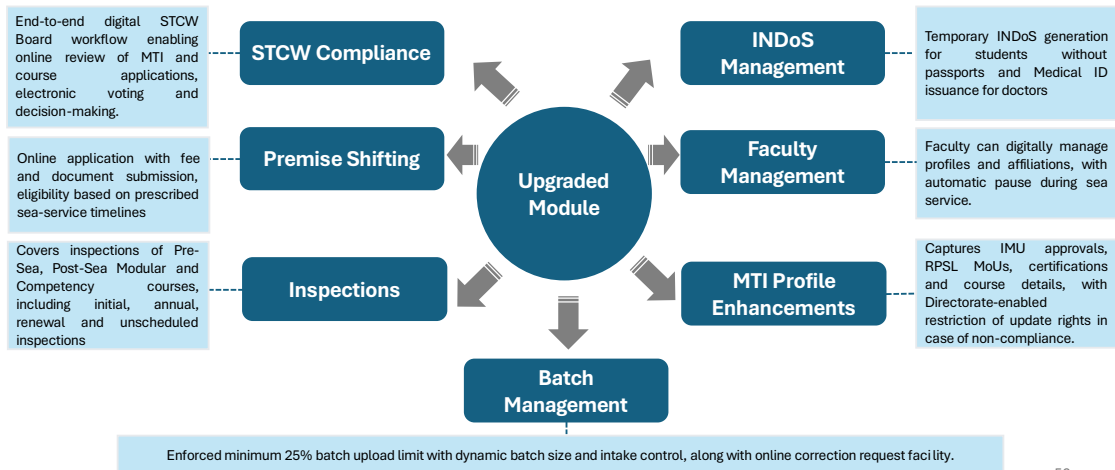 End-to-end digital STCW
Board workflow enabling
online review of MTI and
course applications,
electronic voting and
decision-making.
STCW Compliance
INDoS
Management
Temporary INDoS generation
for students without
passports and Medical ID
issuance for doctors
Online application with fee
and document submission,
eligibility based on prescribed
sea-service timelines
Premise Shifting
Upgraded
Module
Faculty
Management
Faculty can digitally manage
profiles and affiliations, with
automatic pause during sea
service.
Covers inspections of Pre-
Sea, Post-Sea Modular and
Competency courses,
including initial, annual,
renewal and unscheduled
inspections
Inspections
MTI Profile
Enhancements
Captures IMU approvals,
RPSL MoUs, certifications
and course details, with
Directorate-enabled
restriction of update rights in
case of non-compliance.
Batch
Management
Enforced minimum 25% batch upload limit with dynamic batch size and intake control, along with online correction request facility.